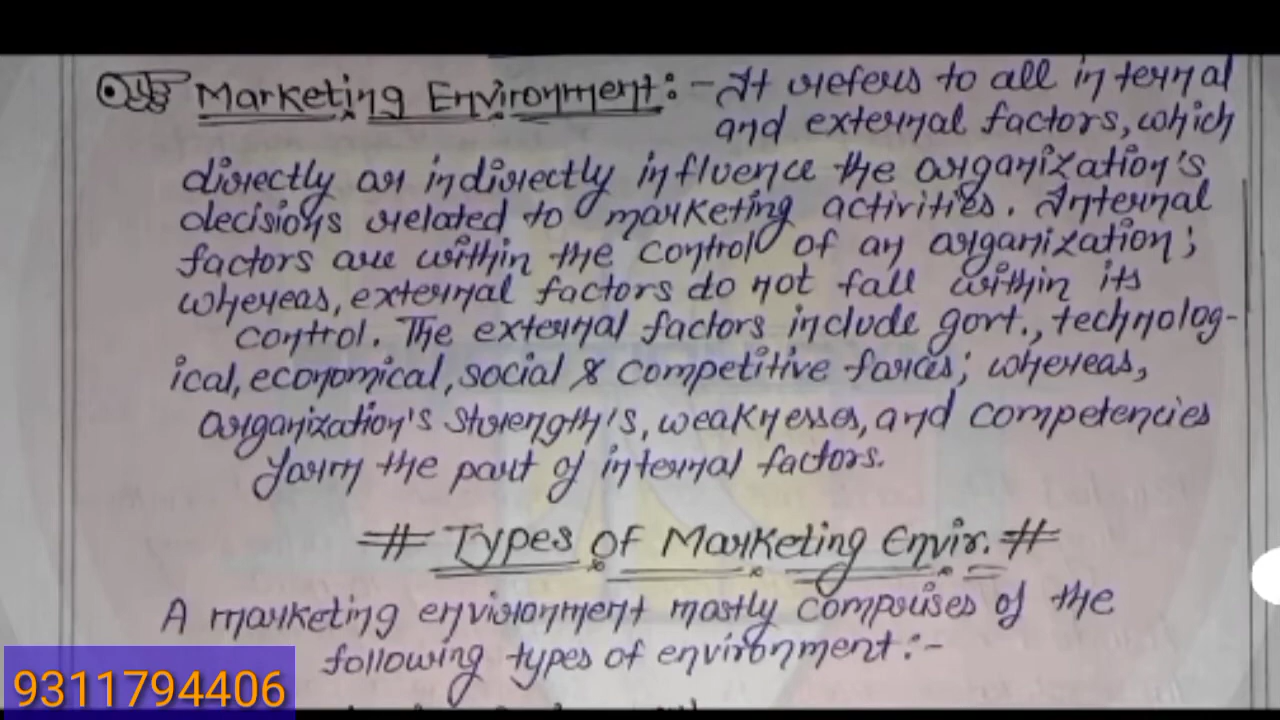 Marketing Environment:- It refers to all internal
and external factors, which
directly or indirectly influence the organization's
decisions related to marketing activities. Internal
factors are within the control of an organization;
whereas, external factors do not fall within its
control. The external factors include govt., technolog-
ical, economical, social & competitive forces; whereas,
organization's strength's, weaknesses, and competencies
form the part of internal factors.
# Types of Marketing Envir. #
A marketing environment mostly comprises of the
following types of environment:-
9311794406